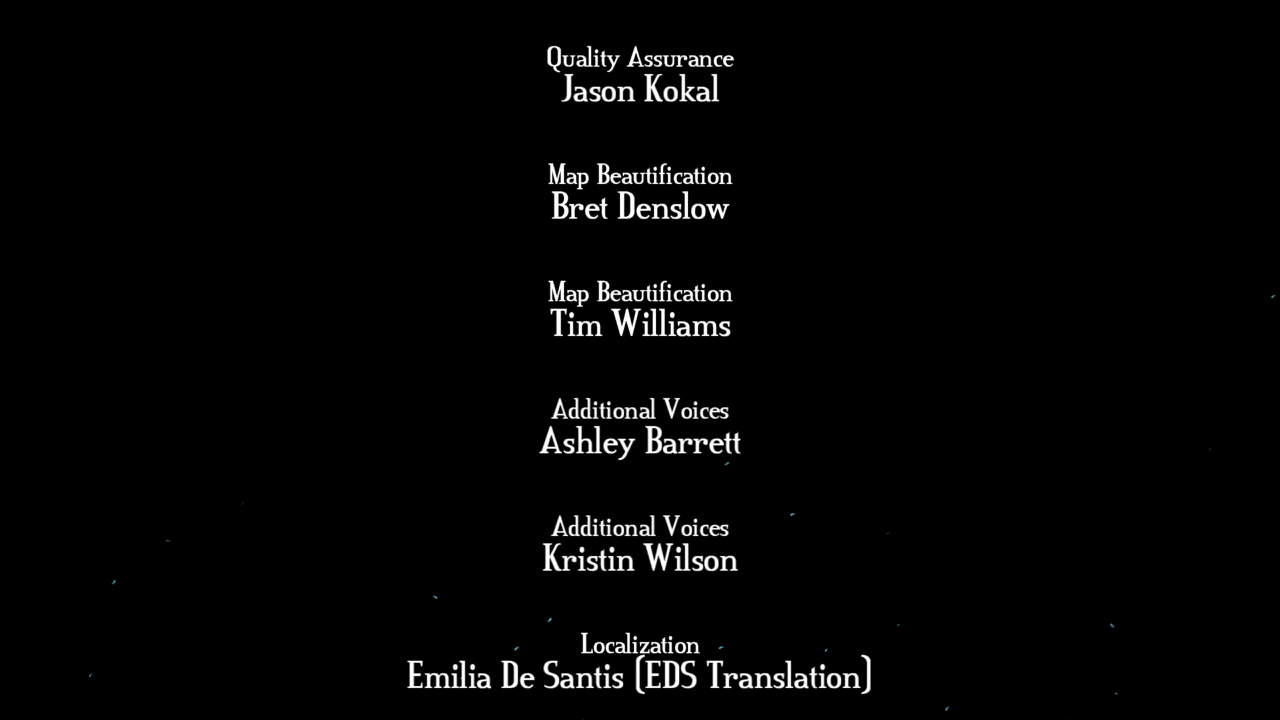 Quality Assurance
Jason Kokal
Map Beautification
Bret Denslow
Map Beautification
Tim Williams
Additional Voices
Ashley Barrett
Additional Voices
Kristin Wilson
Localization
Emilia De Santis (EDS Translation)